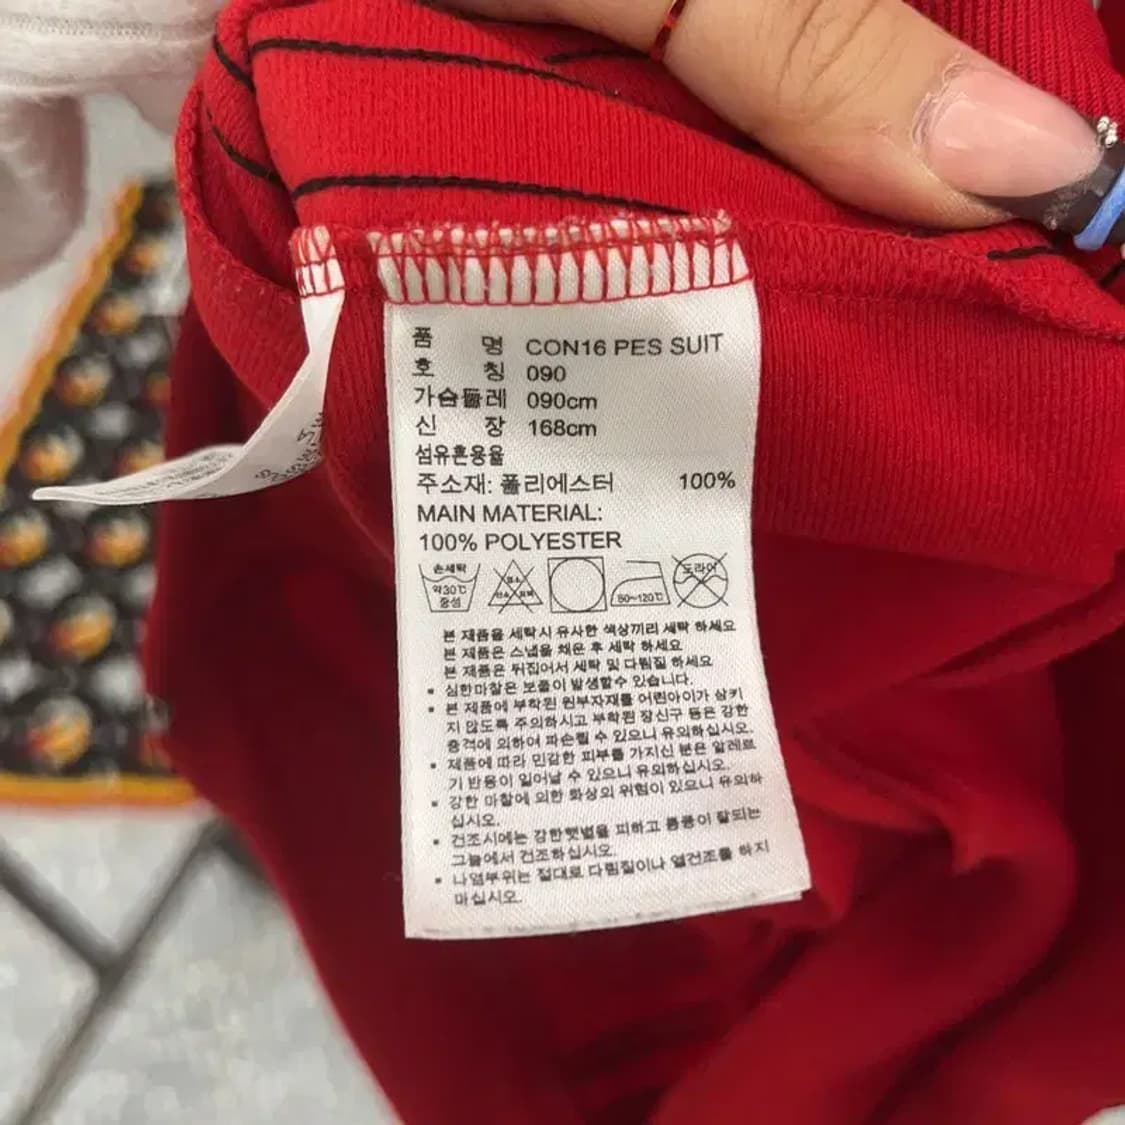 품 명 CON16 PES SUIT
호 칭 090
가슴둘레 090cm
신 장 168cm
섬유혼용율
주소재: 폴리에스터 100%
MAIN MATERIAL:
100% POLYESTER
손세탁 약30℃ 중성 염소 산소 표백 80~120℃ 드라이
본 제품을 세탁시 유사한 색상끼리 세탁 하세요
본 제품은 스냅을 채운 후 세탁 하세요
본 제품은 뒤집어서 세탁 및 다림질 하세요
• 심한마찰은 보풀이 발생할수 있습니다.
• 본 제품에 부착된 원부자재를 어린아이가 삼키
지 않도록 주의하시고 부착된 장신구 등은 강한
충격에 의하여 파손될 수 있으니 유의하십시오.
• 제품에 따라 민감한 피부를 가지신 분은 알레르
기 반응이 일어날 수 있으니 유의하십시오.
• 강한 마찰에 의한 화상의 위험이 있으니 유의하
십시오.
• 건조시에는 강한햇볕을 피하고 통풍이 잘되는
그늘에서 건조하십시오.
• 나염부위는 절대로 다림질이나 열건조를 하지
마십시오.